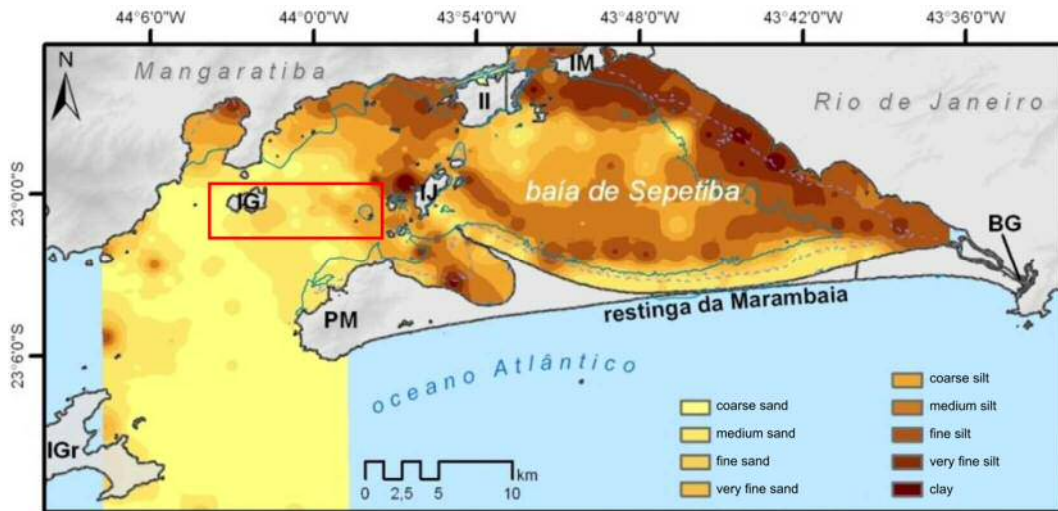 44°6'0"O 44°0'0"O 43°54'0"O 43°48'0"O 43°42'0"O 43°36'0"O
N
Mangaratiba
IM
II
Rio de Janeiro
23°0'0"S
IG
IJ
baía de Sepetiba
BG
restinga da Marambaia
PM
23°6'0"S
oceano Atlântico
IGr
km
0 2,5 5 10
coarse sand
medium sand
fine sand
very fine sand
coarse silt
medium silt
fine silt
very fine silt
clay